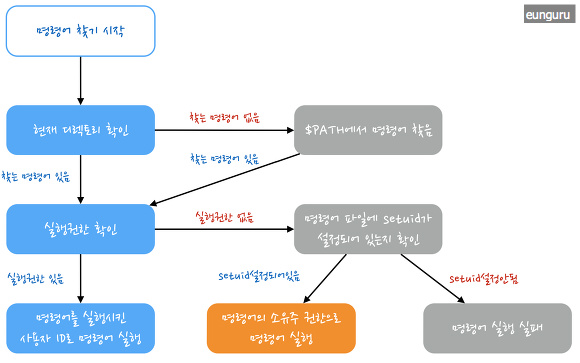 eunguru
명령어 찾기 시작
현재 디렉토리 확인
찾는 명령어 없음
$PATH에서 명령어 찾음
찾는 명령어 있음
찾는 명령어 있음
실행권한 확인
실행권한 없음
명령어 파일에 setuid가
설정되어 있는지 확인
실행권한 있음
setuid설정되어있음
setuid설정안됨
명령어를 실행시킨
사용자 ID로 명령어 실행
명령어의 소유주 권한으로
명령어 실행
명령어 실행 실패